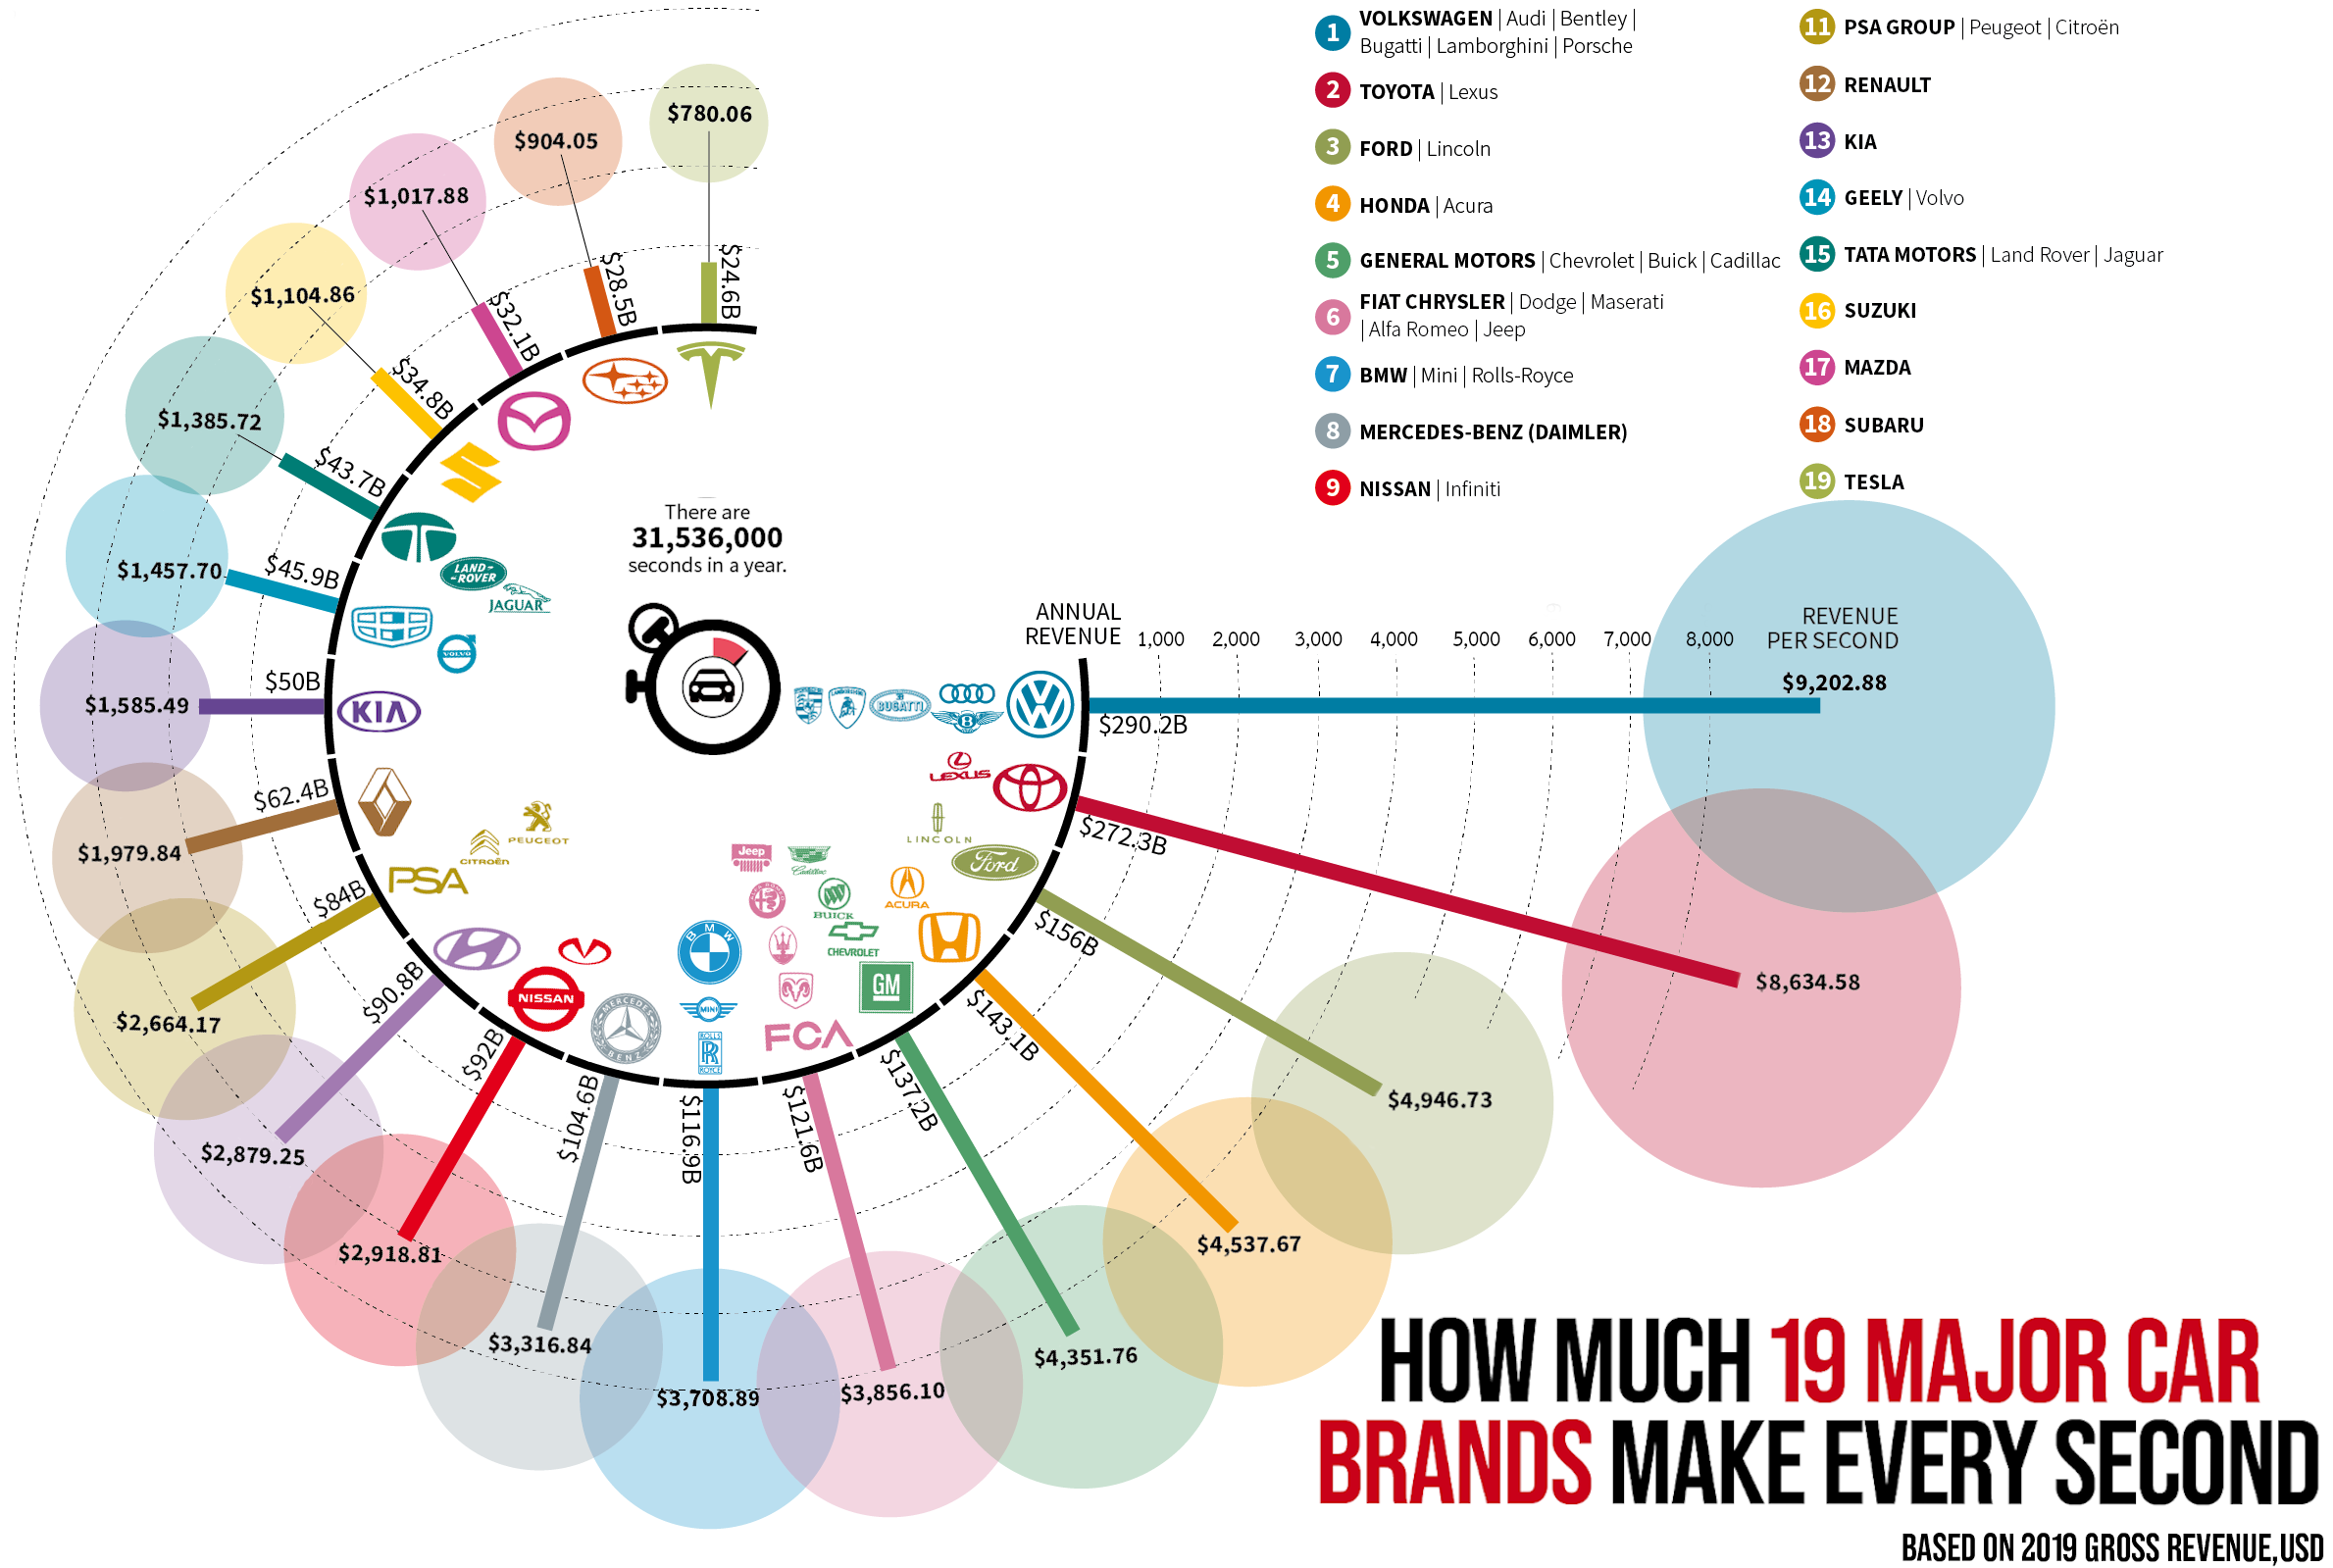 1 VOLKSWAGEN | Audi | Bentley |
Bugatti | Lamborghini | Porsche
2 TOYOTA | Lexus
3 FORD | Lincoln
4 HONDA | Acura
5 GENERAL MOTORS | Chevrolet | Buick | Cadillac
6 FIAT CHRYSLER | Dodge | Maserati
| Alfa Romeo | Jeep
7 BMW | Mini | Rolls-Royce
8 MERCEDES-BENZ (DAIMLER)
9 NISSAN | Infiniti
11 PSA GROUP | Peugeot | Citroën
12 RENAULT
13 KIA
14 GEELY | Volvo
15 TATA MOTORS | Land Rover | Jaguar
16 SUZUKI
17 MAZDA
18 SUBARU
19 TESLA
There are
31,536,000
seconds in a year.
ANNUAL
REVENUE
1,000
2,000
3,000
4,000
5,000
6,000
7,000
8,000
REVENUE
PER SECOND
$290.2B
$9,202.88
$272.3B
$8,634.58
$156B
$4,946.73
$143.1B
$4,537.67
$137.2B
$4,351.76
$121.6B
$3,856.10
$116.9B
$3,708.89
$104.6B
$3,316.84
$92B
$2,918.81
$90.8B
$2,879.25
$84B
$2,664.17
$62.4B
$1,979.84
$50B
$1,585.49
$45.9B
$1,457.70
$43.7B
$1,385.72
$34.8B
$1,104.86
$32.1B
$1,017.88
$28.5B
$904.05
$24.6B
$780.06
LAND-
-ROVER
JAGUAR
VOLVO
KIA
PEUGEOT
CITROËN
PSA
NISSAN
MERCEDES
BENZ
BMW
MINI
ROLLS
RR
ROYCE
FCA
Jeep
Cadillac
BUICK
CHEVROLET
GM
ACURA
LINCOLN
Ford
LEXUS
LAMBORGHINI
BUGATTI
B
HOW MUCH 19 MAJOR CAR
BRANDS MAKE EVERY SECOND
BASED ON 2019 GROSS REVENUE, USD